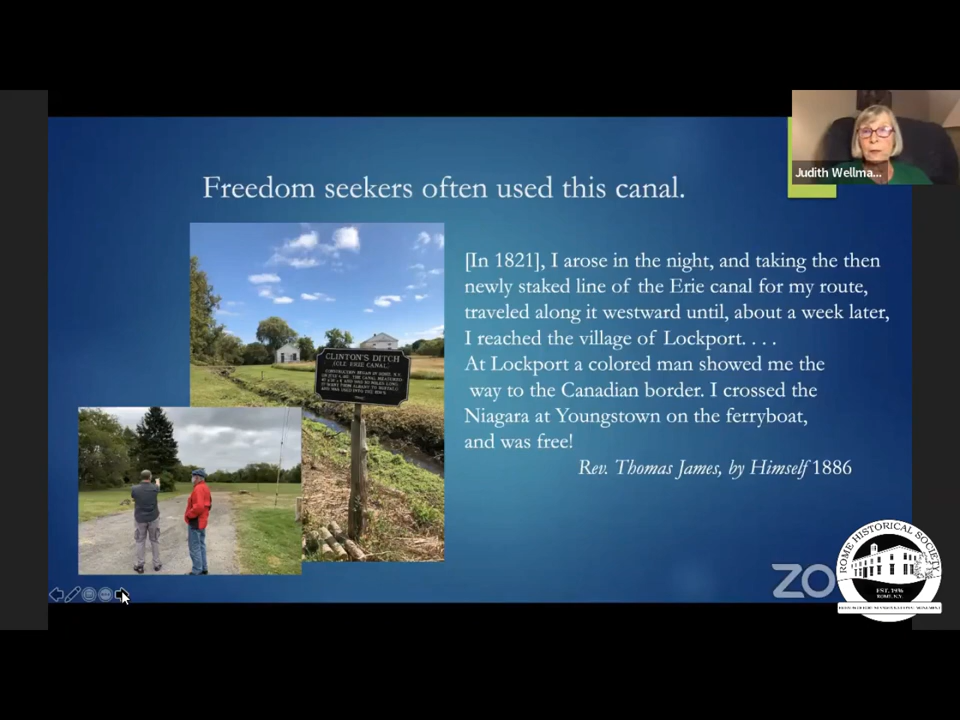 Judith Wellma...
Freedom seekers often used this canal.
[In 1821], I arose in the night, and taking the then
newly staked line of the Erie canal for my route,
traveled along it westward until, about a week later,
I reached the village of Lockport. . . .
At Lockport a colored man showed me the
way to the Canadian border. I crossed the
Niagara at Youngstown on the ferryboat,
and was free!
Rev. Thomas James, by Himself 1886
CLINTON'S DITCH
(OLD ERIE CANAL)
ZO
ROME HISTORICAL SOCIETY
EST. 1936
ROME, N.Y.